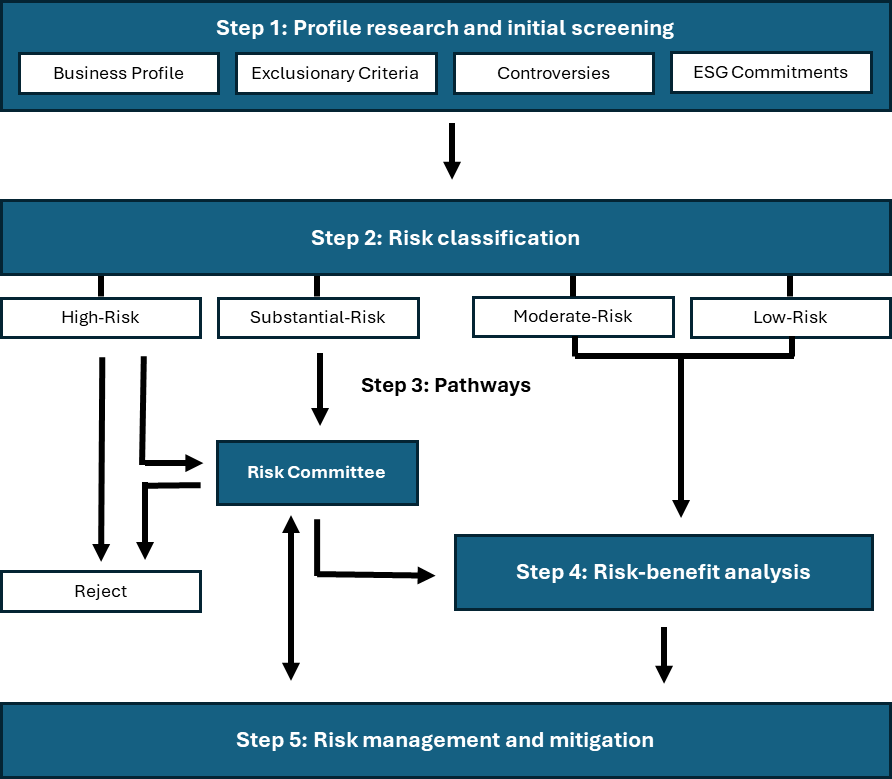 Step 1: Profile research and initial screening
Business Profile
Exclusionary Criteria
Controversies
ESG Commitments
Step 2: Risk classification
High-Risk
Substantial-Risk
Moderate-Risk
Low-Risk
Step 3: Pathways
Risk Committee
Step 4: Risk-benefit analysis
Reject
Step 5: Risk management and mitigation